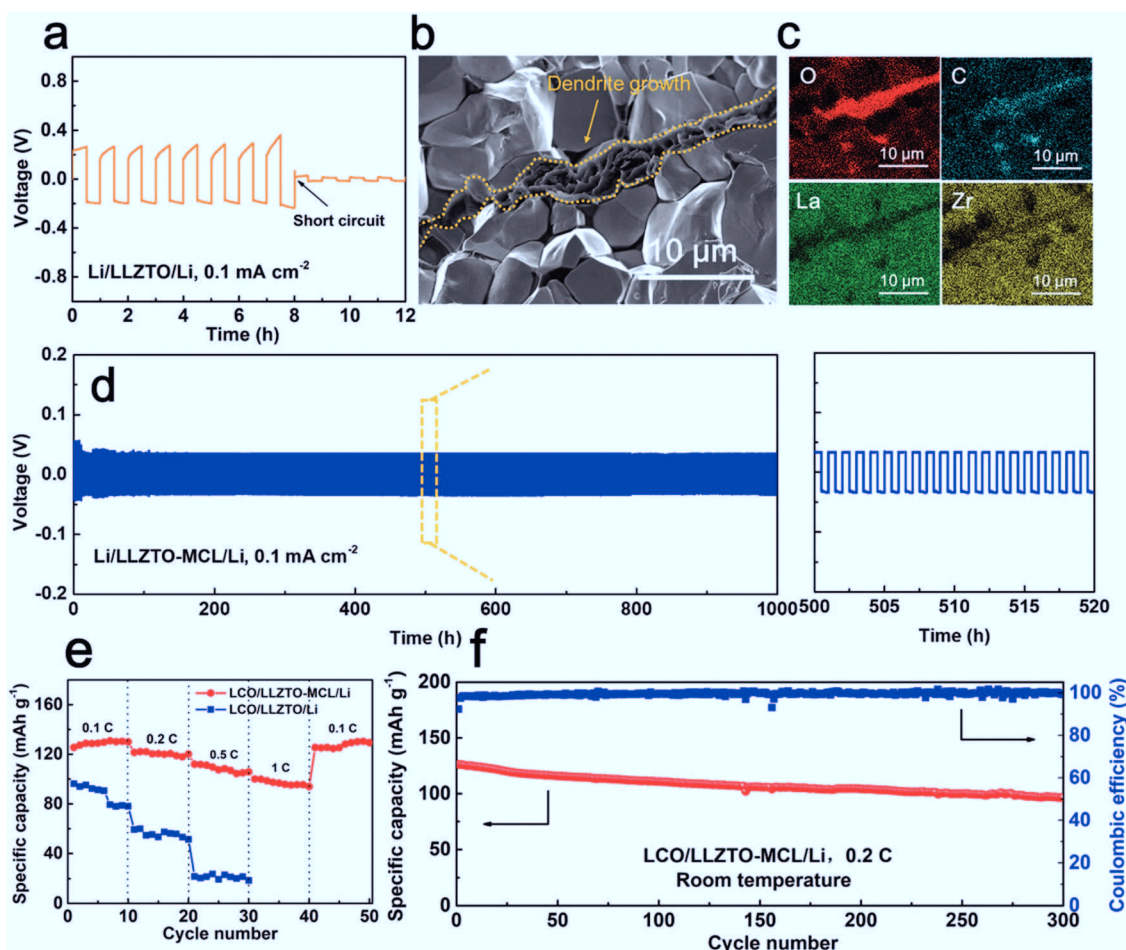 a
0.8
0.4
0.0
-0.4
-0.8
Voltage (V)
Short circuit
Li/LLZTO/Li, 0.1 mA cm-2
0 2 4 6 8 10 12
Time (h)
b
Dendrite growth
10 μm
c
O
10 μm
C
10 μm
La
10 μm
Zr
10 μm
d
0.2
0.1
0.0
-0.1
-0.2
Voltage (V)
Li/LLZTO-MCL/Li, 0.1 mA cm-2
0 200 400 600 800 1000
Time (h)
500 505 510 515 520
Time (h)
e
160
120
80
40
0
Specific capacity (mAh g-1)
LCO/LLZTO-MCL/Li
LCO/LLZTO/Li
0.1 C
0.2 C
0.5 C
1 C
0.1 C
0 10 20 30 40 50
Cycle number
f
200
175
150
125
100
75
50
Specific capacity (mAh g-1)
100
80
60
40
20
0
Coulombic efficiency (%)
LCO/LLZTO-MCL/Li, 0.2 C
Room temperature
0 50 100 150 200 250 300
Cycle number